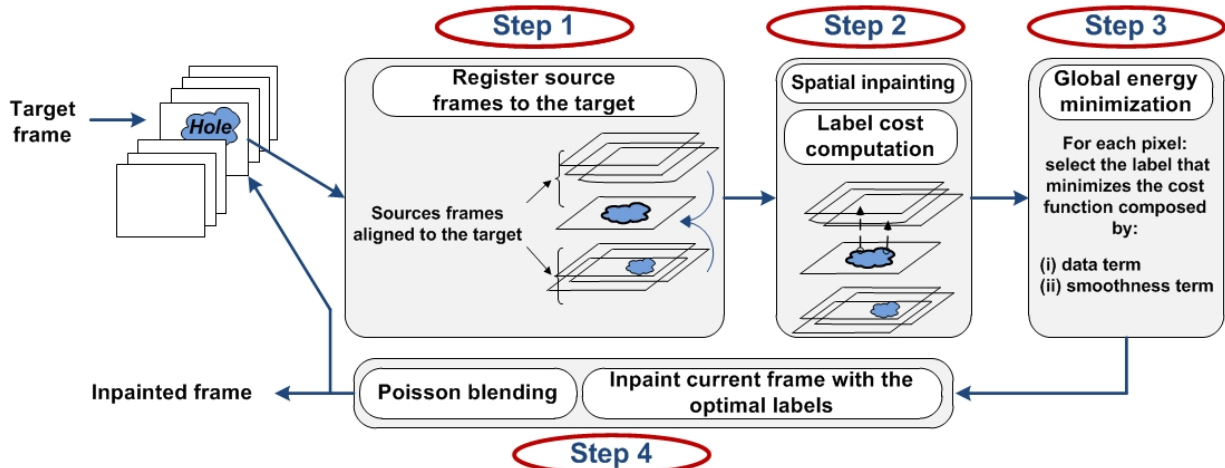 Step 1
Step 2
Step 3
Target
frame
Hole
Register source
frames to the target
Sources frames
aligned to the target
Spatial inpainting
Label cost
computation
Global energy
minimization
For each pixel:
select the label that
minimizes the cost
function composed
by:
(i) data term
(ii) smoothness term
Inpainted frame
Poisson blending
Inpaint current frame with the
optimal labels
Step 4